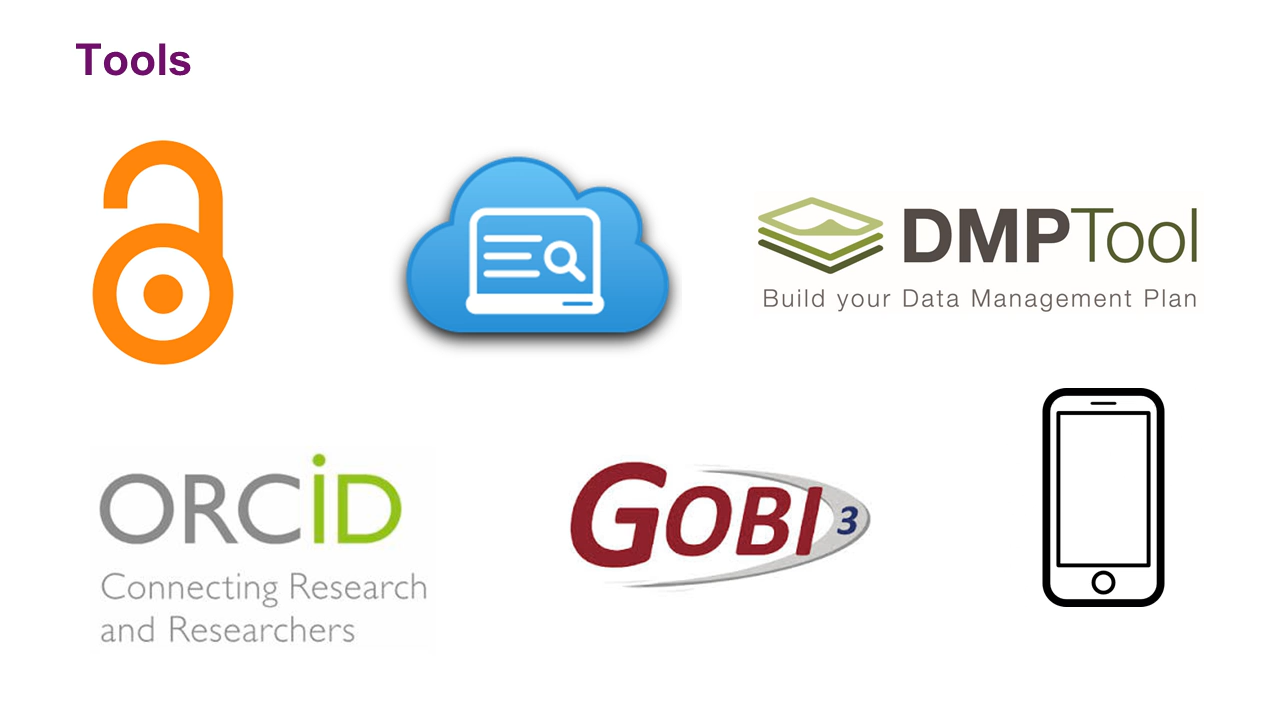 Tools
DMPTool
Build your Data Management Plan
ORCiD
Connecting Research
and Researchers
GOBI 3